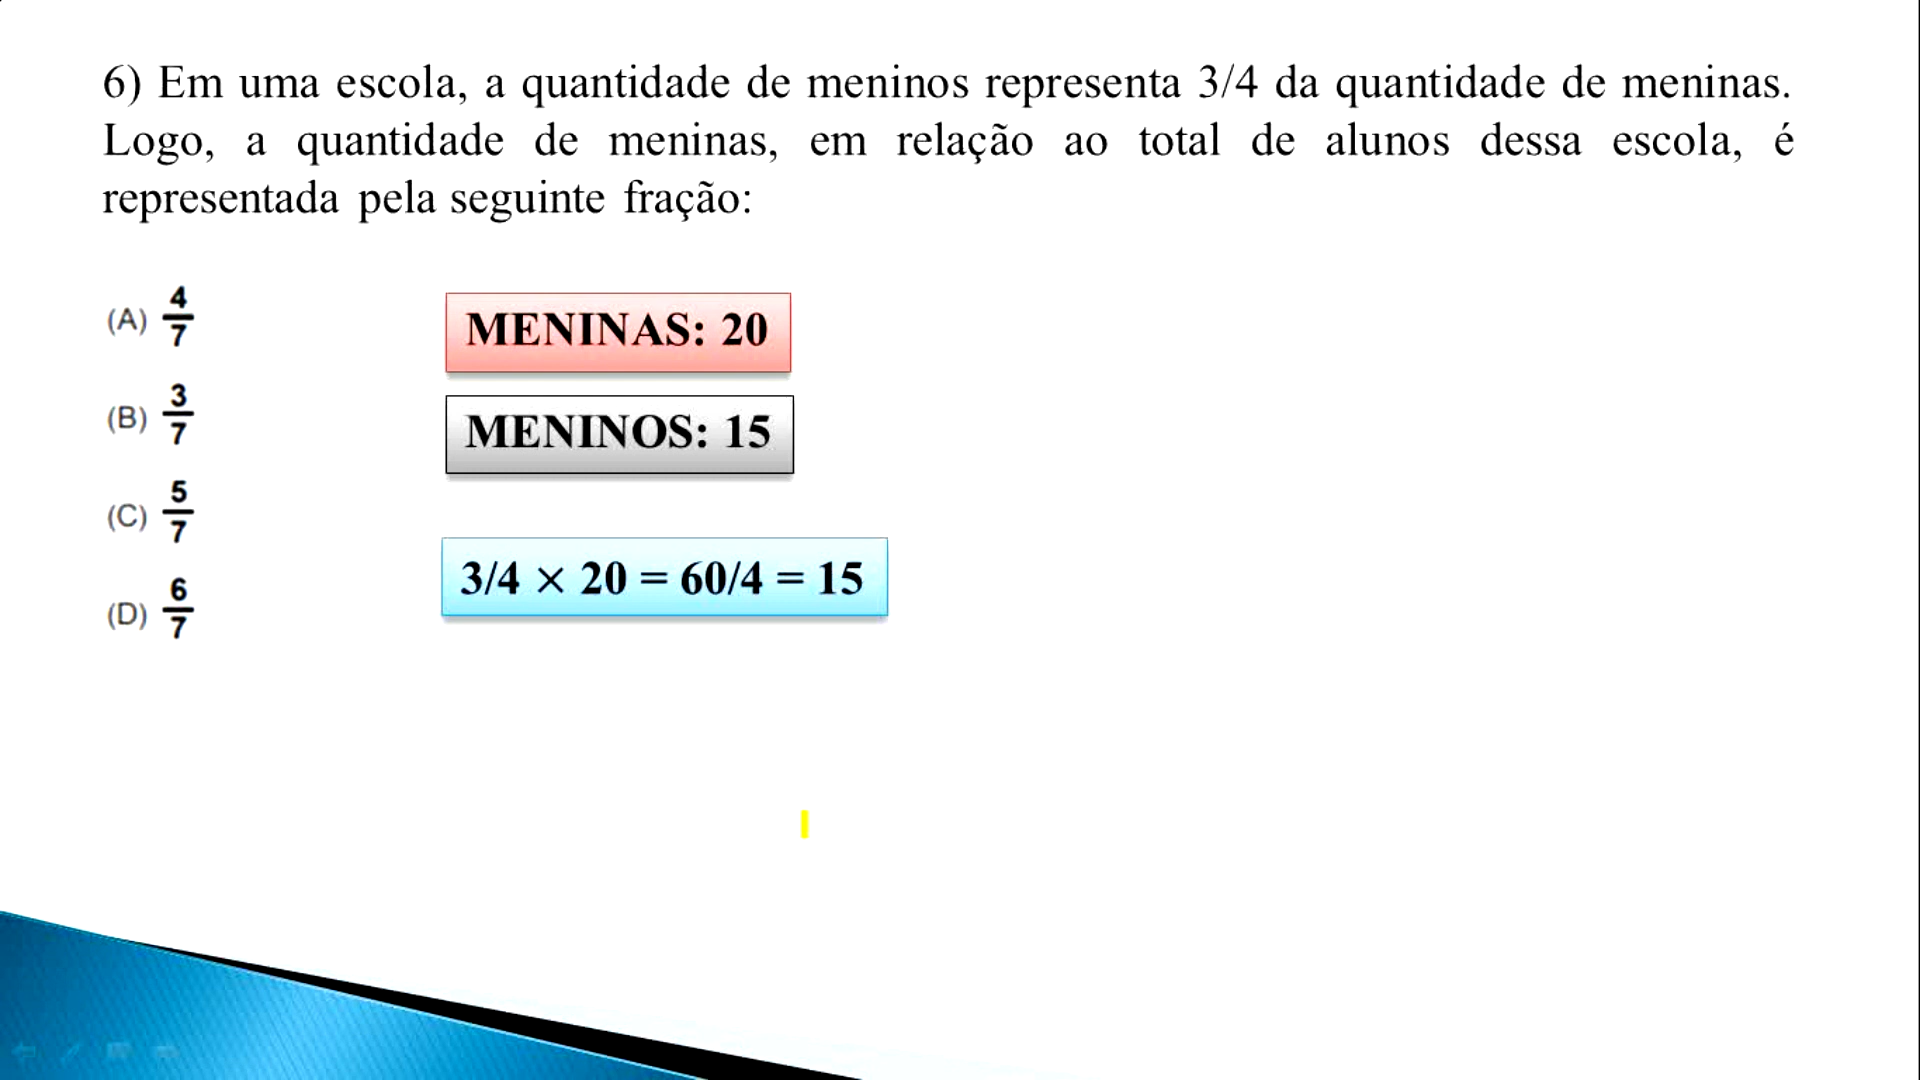 6) Em uma escola, a quantidade de meninos representa 3/4 da quantidade de meninas.
Logo, a quantidade de meninas, em relação ao total de alunos dessa escola, é
representada pela seguinte fração:
(A) 4/7
(B) 3/7
(C) 5/7
(D) 6/7
MENINAS: 20
MENINOS: 15
3/4 × 20 = 60/4 = 15